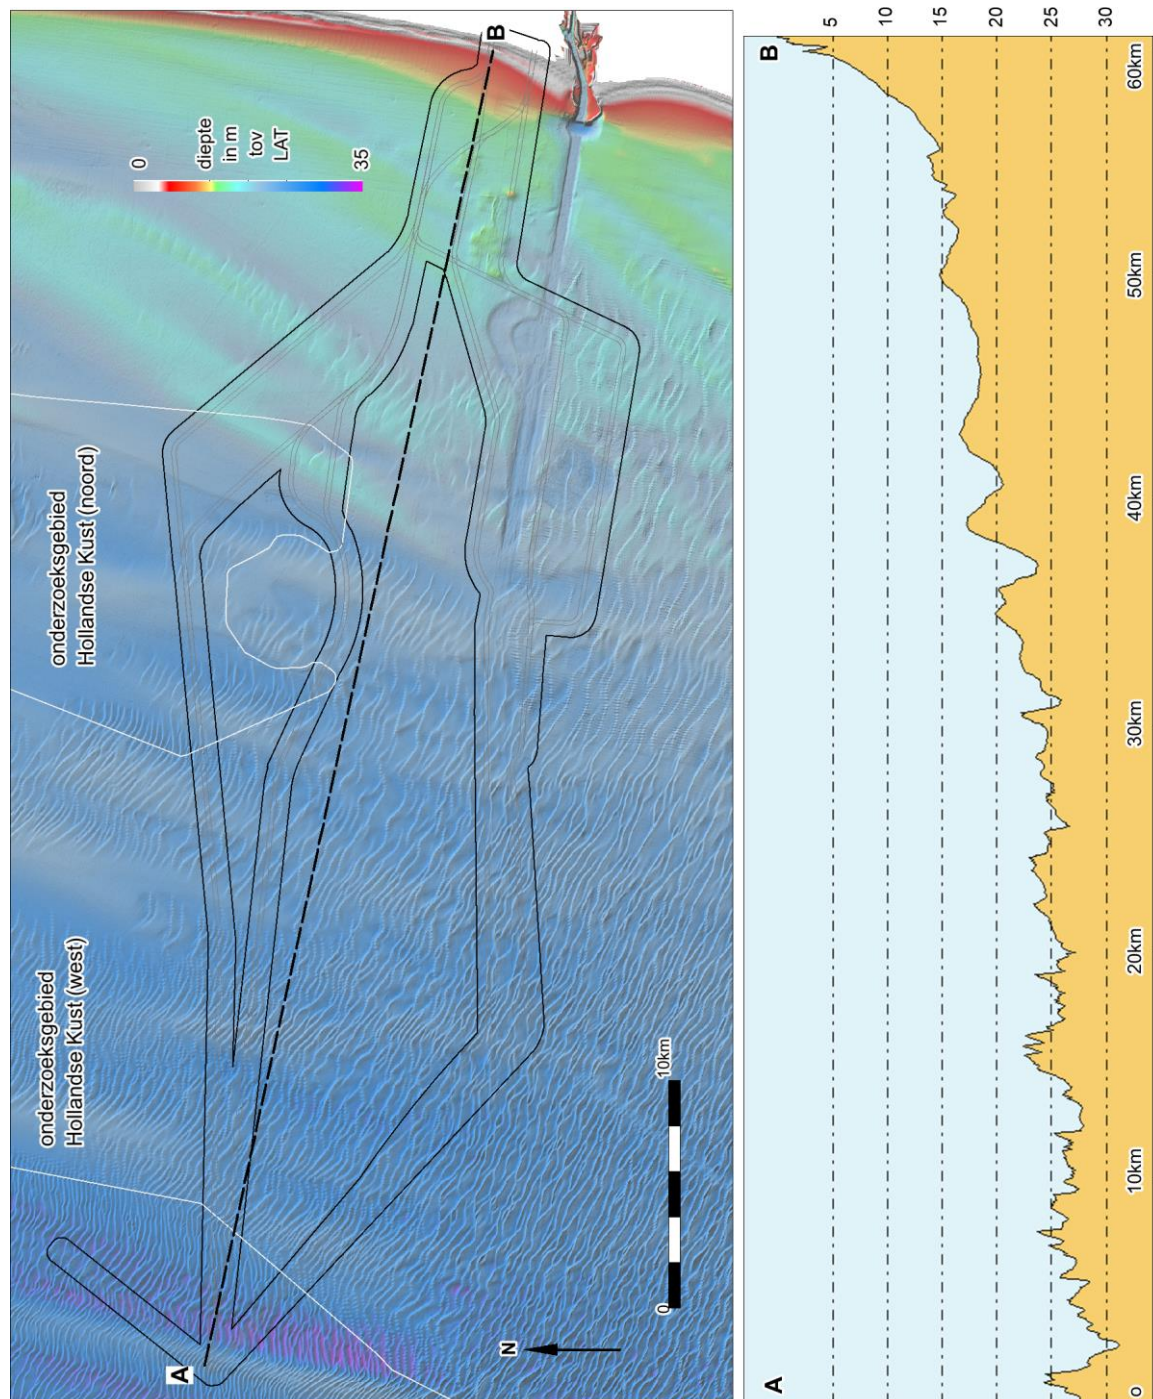 onderzoeksgebied
Hollandse Kust (west)
onderzoeksgebied
Hollandse Kust (noord)
0
35
diepte
in m
tov
LAT
A
B
N
0
10km
A
B
5
10
15
20
25
30
0
10km
20km
30km
40km
50km
60km